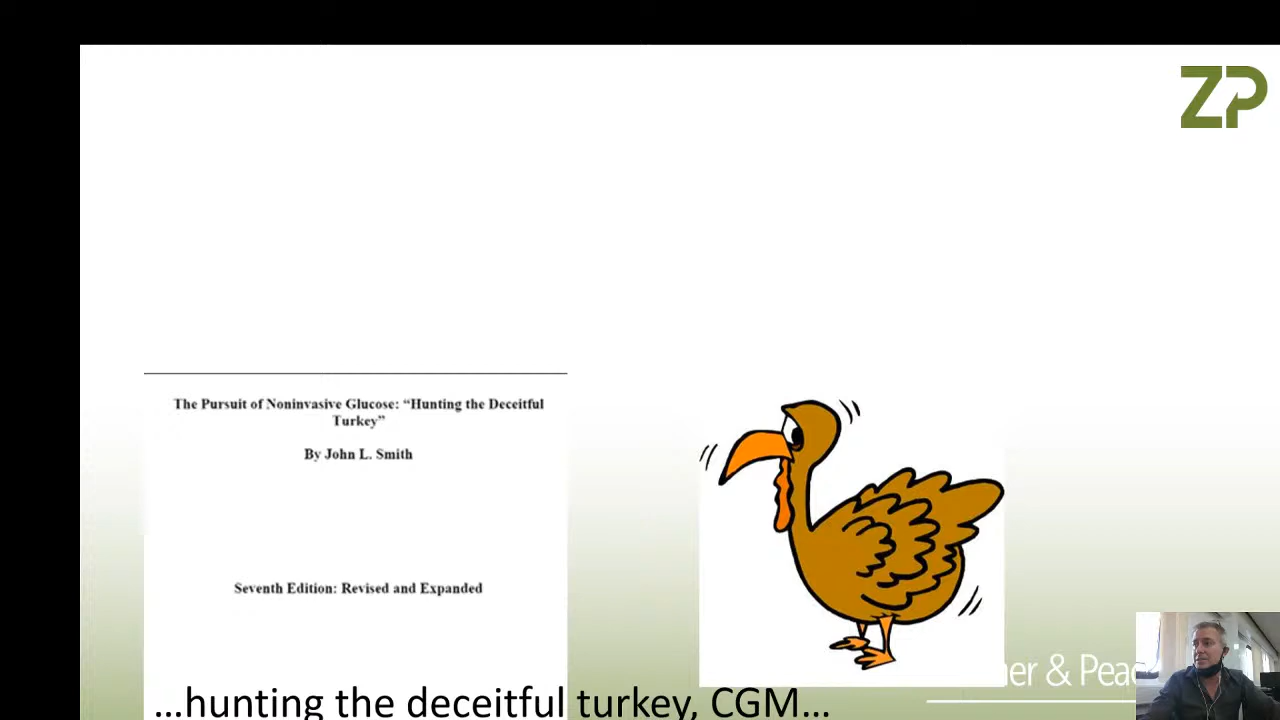 ZP
The Pursuit of Noninvasive Glucose: “Hunting the Deceitful
Turkey”
By John L. Smith
Seventh Edition: Revised and Expanded
& Peac
...hunting the deceitful turkey, CGM...